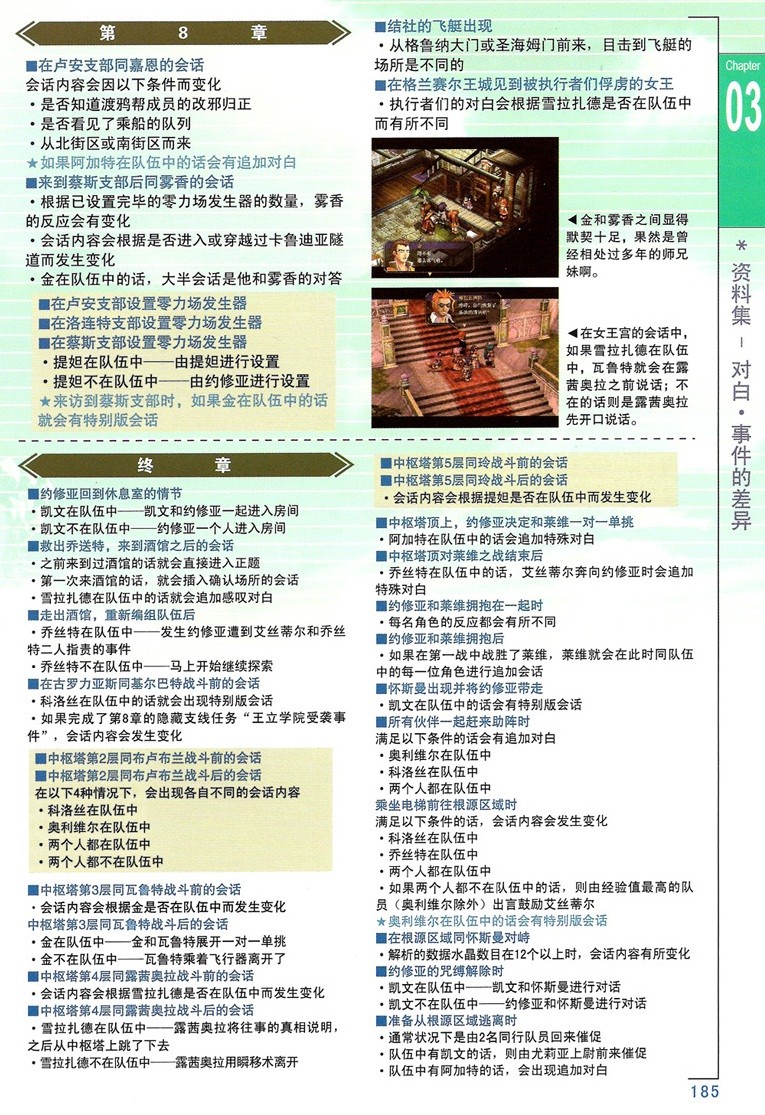 第 8 章
■在卢安支部同嘉恩的会话
会话内容会因以下条件而变化
・是否知道渡鸦帮成员的改邪归正
・是否看见了乘船的队列
・从北街区或南街区而来
★如果阿加特在队伍中的话会有追加对白
■来到蔡斯支部后同雾香的会话
・根据已设置完毕的零力场发生器的数量，雾香
的反应会有变化
・会话内容会根据是否进入或穿越过卡鲁迪亚隧
道而发生变化
・金在队伍中的话，大半会话是他和雾香的对答
■在卢安支部设置零力场发生器
■在洛连特支部设置零力场发生器
■在蔡斯支部设置零力场发生器
・提妲在队伍中——由提妲进行设置
・提妲不在队伍中——由约修亚进行设置
★来访到蔡斯支部时，如果金在队伍中的话
就会有特别版会话
■结社的飞艇出现
・从格鲁纳大门或圣海姆门前来，目击到飞艇的
场所是不同的
■在格兰赛尔王城见到被执行者们俘虏的女王
・执行者们的对白会根据雪拉扎德是否在队伍中
而有所不同
◀金和雾香之间显得
默契十足，果然是曾
经相处过多年的师兄
妹啊。
◀在女王宫的会话中，
如果雪拉扎德在队伍
中，瓦鲁特就会在露
茜奥拉之前说话；不
在的话则是露茜奥拉
先开口说话。
Chapter
03
＊资料集－对白・事件的差异
终 章
■约修亚回到休息室的情节
・凯文在队伍中——凯文和约修亚一起进入房间
・凯文不在队伍中——约修亚一个人进入房间
■救出乔送特，来到酒馆之后的会话
・之前来到过酒馆的话就会直接进入正题
・第一次来酒馆的话，就会插入确认场所的会话
・雪拉扎德在队伍中的话就会追加感叹对白
■走出酒馆，重新编组队伍后
・乔丝特在队伍中——发生约修亚遭到艾丝蒂尔和乔丝
特二人指责的事件
・乔丝特不在队伍中——马上开始继续探索
■在古罗力亚斯同基尔巴特战斗前的会话
・科洛丝在队伍中的话就会出现特别版会话
・如果完成了第8章的隐藏支线任务“王立学院受袭事
件”，会话内容会发生变化
■中枢塔第2层同布卢布兰战斗前的会话
■中枢塔第2层同布卢布兰战斗后的会话
在以下4种情况下，会出现各自不同的会话内容
・科洛丝在队伍中
・奥利维尔在队伍中
・两个人都在队伍中
・两个人都不在队伍中
■中枢塔第3层同瓦鲁特战斗前的会话
・会话内容会根据金是否在队伍中而发生变化
中枢塔第3层同瓦鲁特战斗后的会话
・金在队伍中——金和瓦鲁特展开一对一单挑
・金不在队伍中——瓦鲁特乘着飞行器离开了
■中枢塔第4层同露茜奥拉战斗前的会话
・会话内容会根据雪拉扎德是否在队伍中而发生变化
■中枢塔第4层同露茜奥拉战斗后的会话
・雪拉扎德在队伍中——露茜奥拉将往事的真相说明，
之后从中枢塔上跳了下去
・雪拉扎德不在队伍中——露茜奥拉用瞬移术离开
■中枢塔第5层同玲战斗前的会话
■中枢塔第5层同玲战斗后的会话
・会话内容会根据提妲是否在队伍中而发生变化
■中枢塔顶上，约修亚决定和莱维一对一单挑
・阿加特在队伍中的话会追加特殊对白
■中枢塔顶对莱维之战结束后
・乔丝特在队伍中的话，艾丝蒂尔奔向约修亚时会追加
特殊对白
■约修亚和莱维拥抱在一起时
・每名角色的反应都会有所不同
■约修亚和莱维拥抱后
・如果在第一战中战胜了莱维，莱维就会在此时同队伍
中的每一位角色进行追加会话
■怀斯曼出现并将约修亚带走
・凯文在队伍中的话会有特别版会话
■所有伙伴一起赶来助阵时
满足以下条件的话会有追加对白
・奥利维尔在队伍中
・科洛丝在队伍中
・两个人都在队伍中
乘坐电梯前往根源区域时
满足以下条件的话，会话内容会发生变化
・科洛丝在队伍中
・乔丝特在队伍中
・两个人都在队伍中
・如果两个人都不在队伍中的话，则由经验值最高的队
员（奥利维尔除外）出言鼓励艾丝蒂尔
★奥利维尔在队伍中的话会有特别版会话
■在根源区域同怀斯曼对峙
・解析的数据水晶数目在12个以上时，会话内容有所变化
■约修亚的咒缚解除时
・凯文在队伍中——凯文和怀斯曼进行对话
・凯文不在队伍中——约修亚和怀斯曼进行对话
■准备从根源区域逃离时
・通常状况下是由2名同行队员回来催促
・队伍中有凯文的话，则由尤莉亚上尉前来催促
・队伍中有阿加特的话，会出现追加对白
185